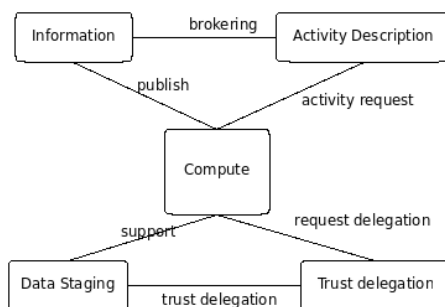 brokering
Information
Activity Description
publish
activity request
Compute
support
request delegation
Data Staging
Trust delegation
trust delegation